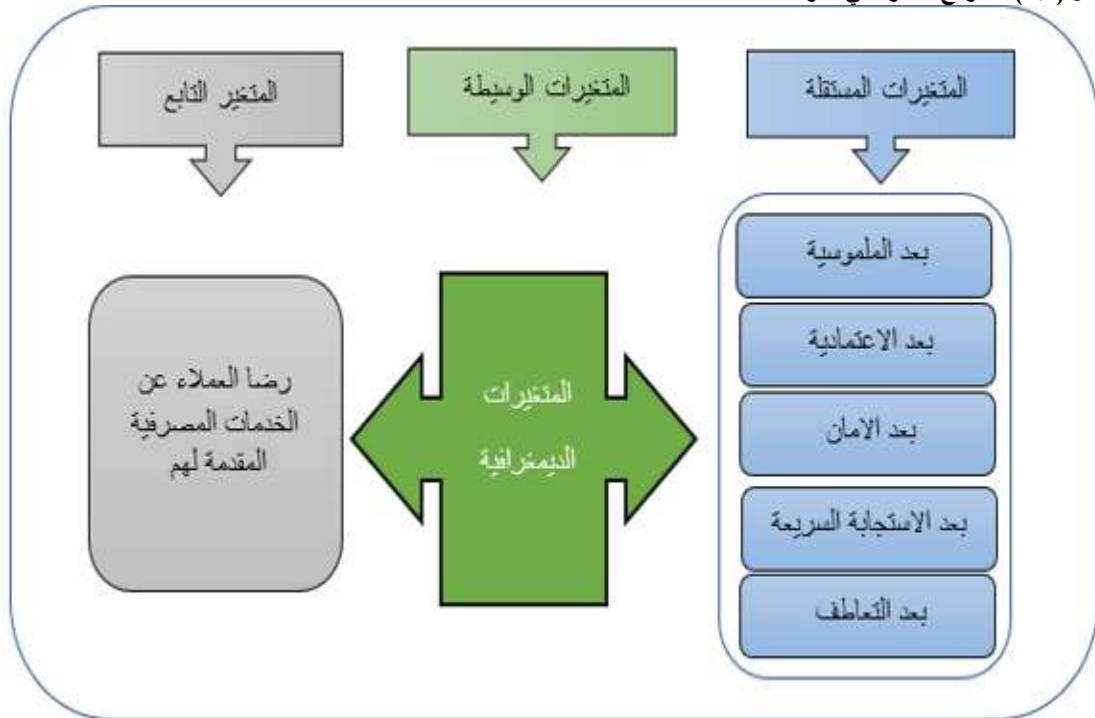 المتغيرات المستقلة
المتغيرات الوسيطة
المتغير التابع
بعد الملموسية
بعد الاعتمادية
بعد الامان
بعد الاستجابة السريعة
بعد التعاطف
المتغيرات
الديمغرافية
رضا العملاء عن
الخدمات المصرفية
المقدمة لهم